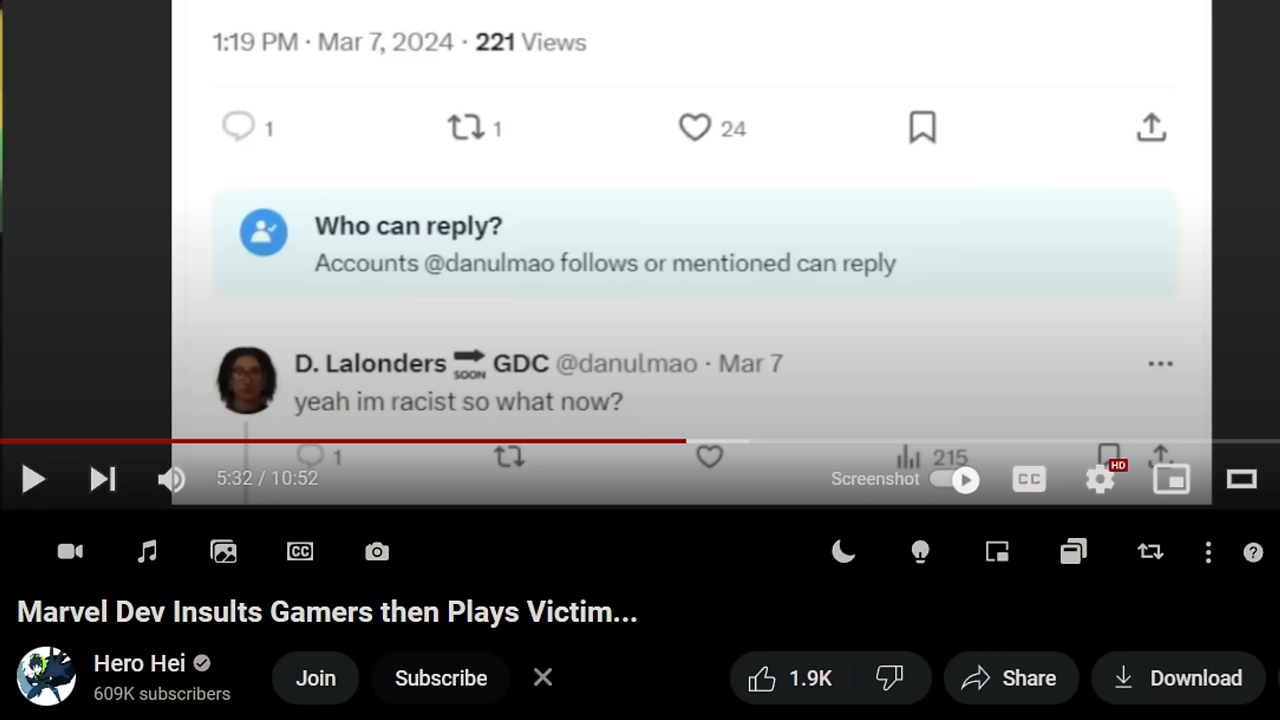 1:19 PM · Mar 7, 2024 · 221 Views
1 1 24
Who can reply?
Accounts @danulmao follows or mentioned can reply
D. Lalonders SOON GDC @danulmao · Mar 7
yeah im racist so what now?
1 215
5:32 / 10:52 Screenshot CC HD
CC ?
Marvel Dev Insults Gamers then Plays Victim...
Hero Hei
609K subscribers
Join Subscribe 1.9K Share Download